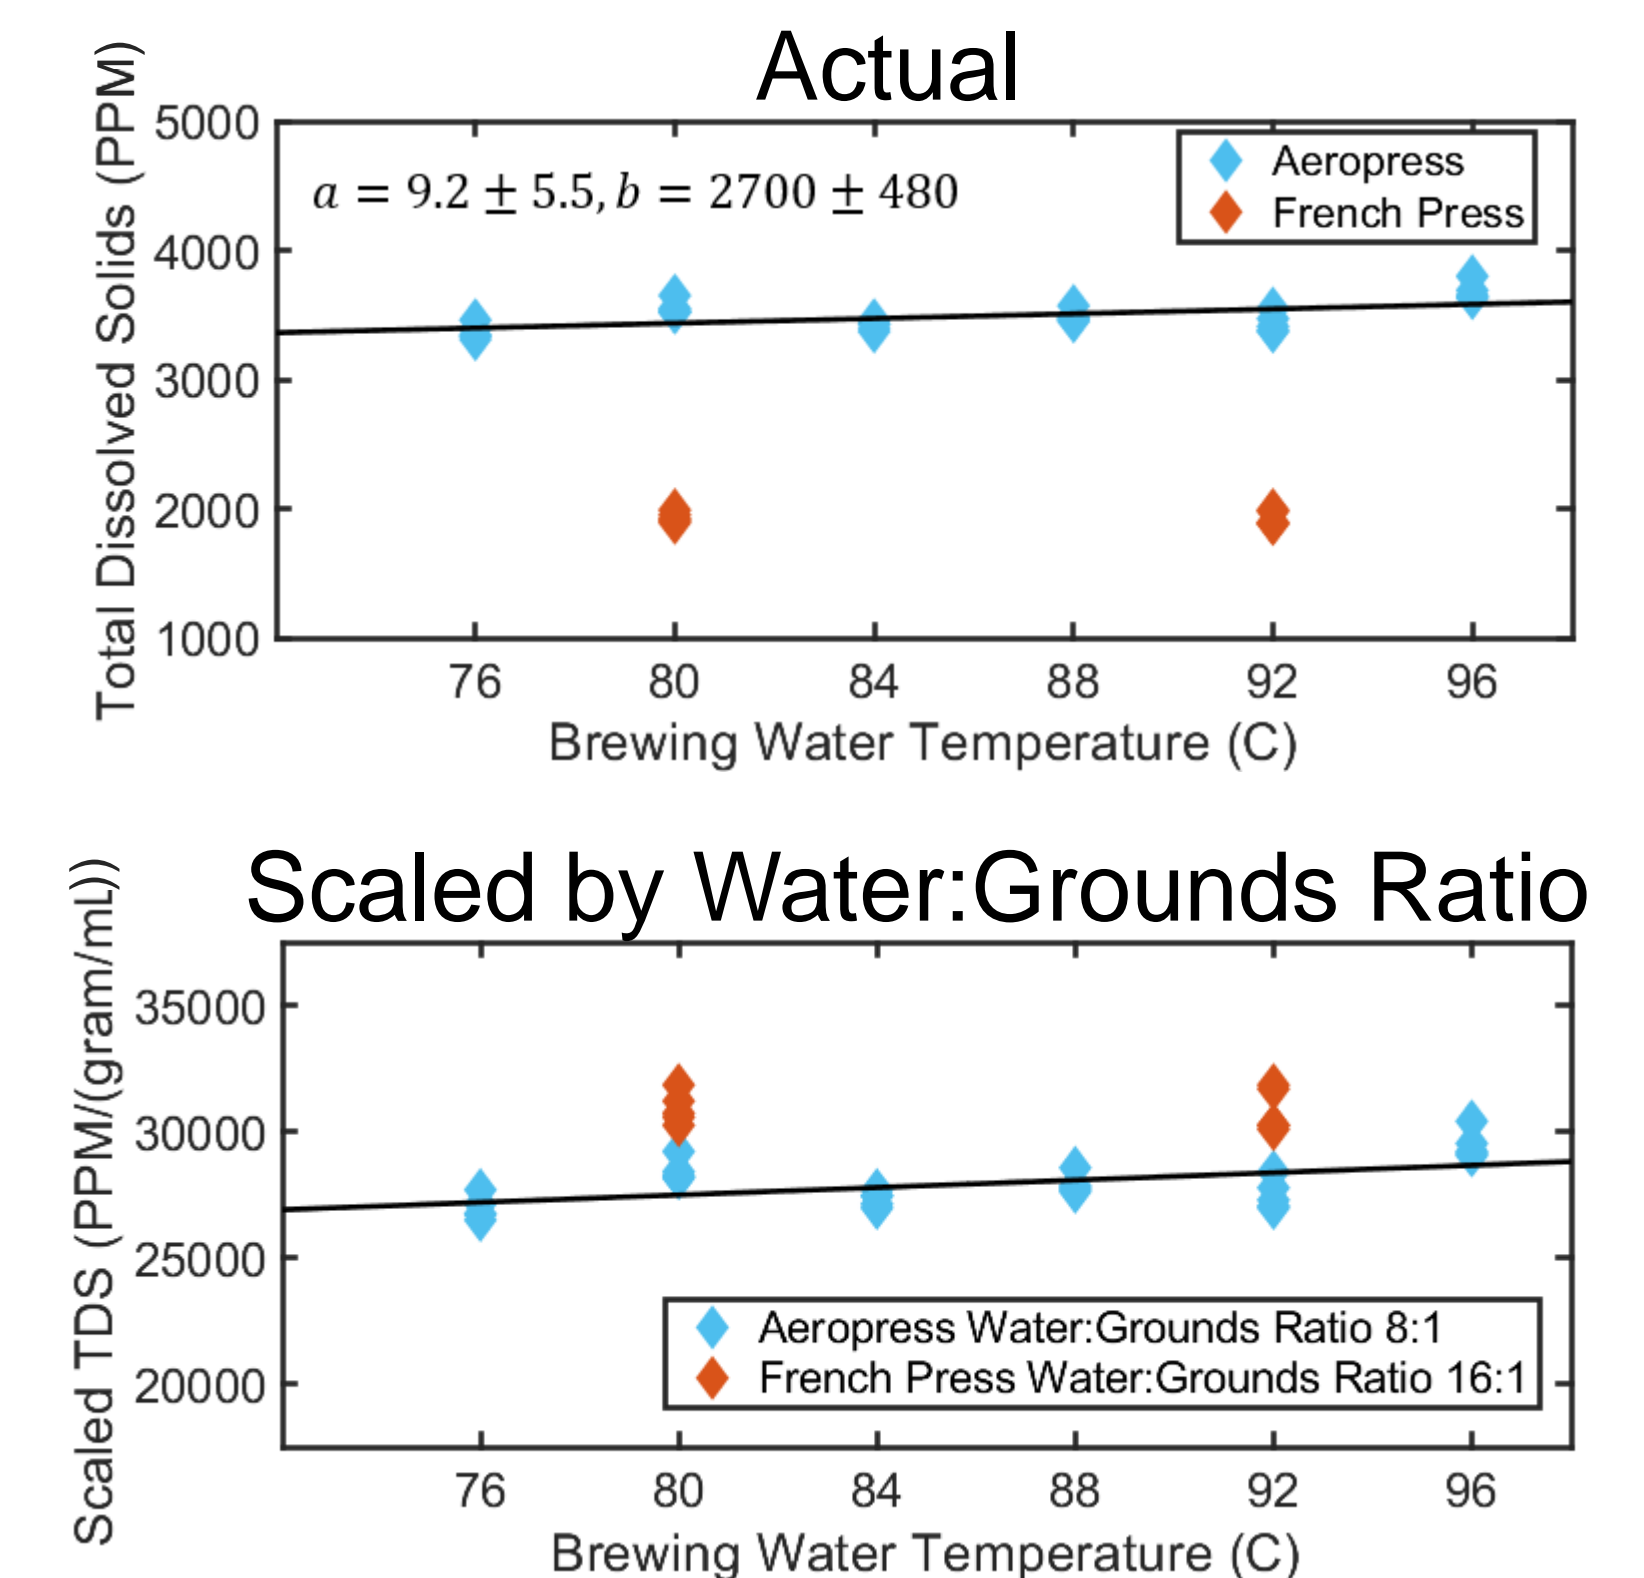 Actual
Total Dissolved Solids (PPM)
5000
4000
3000
2000
1000
a = 9.2 ± 5.5, b = 2700 ± 480
Aeropress
French Press
76 80 84 88 92 96
Brewing Water Temperature (C)
Scaled by Water:Grounds Ratio
Scaled TDS (PPM/(gram/mL))
35000
30000
25000
20000
Aeropress Water:Grounds Ratio 8:1
French Press Water:Grounds Ratio 16:1
76 80 84 88 92 96
Brewing Water Temperature (C)